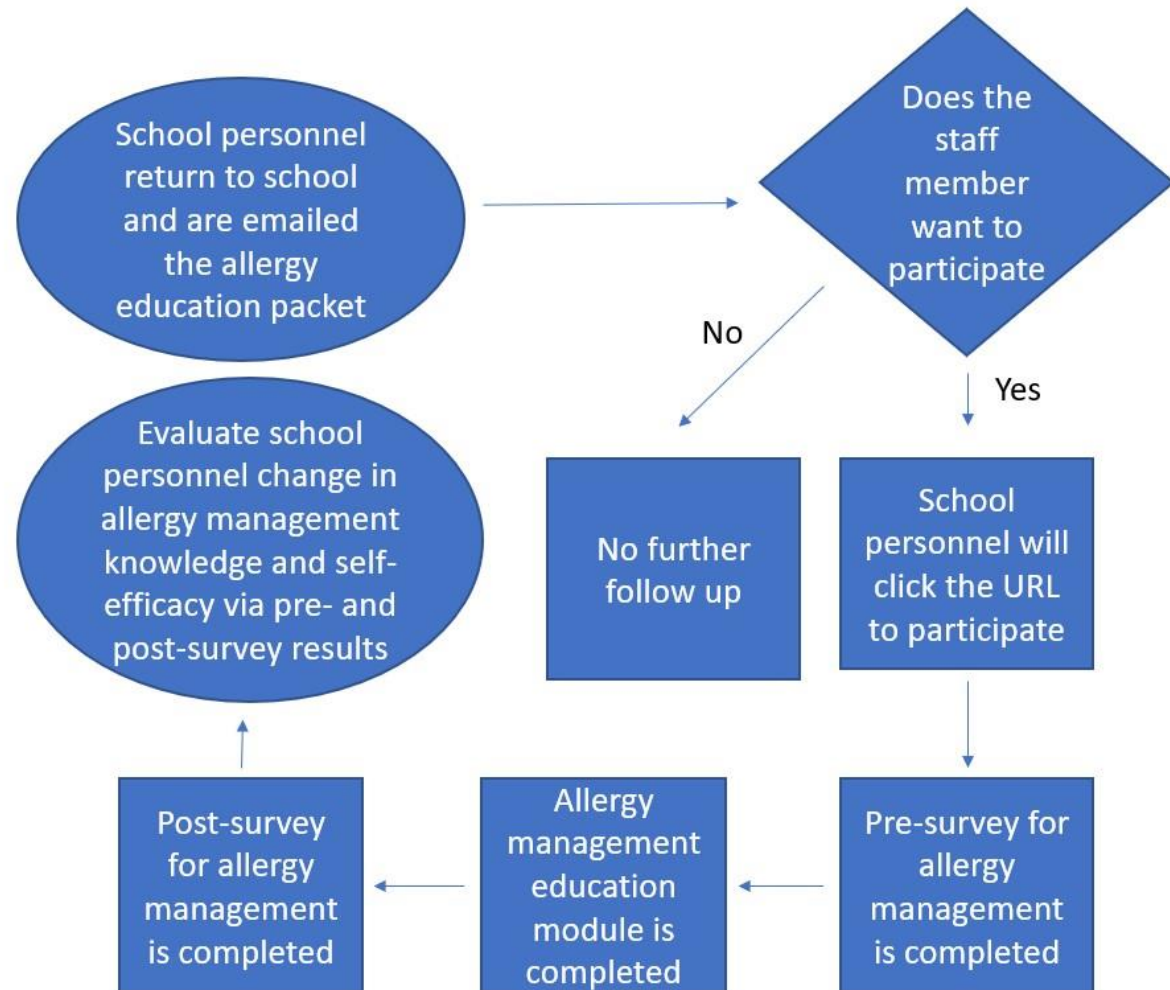 School personnel
return to school
and are emailed
the allergy
education packet
Does the
staff
member
want to
participate
No
Yes
Evaluate school
personnel change in
allergy management
knowledge and self-
efficacy via pre- and
post-survey results
No further
follow up
School
personnel will
click the URL
to participate
Post-survey
for allergy
management
is completed
Allergy
management
education
module is
completed
Pre-survey for
allergy
management
is completed